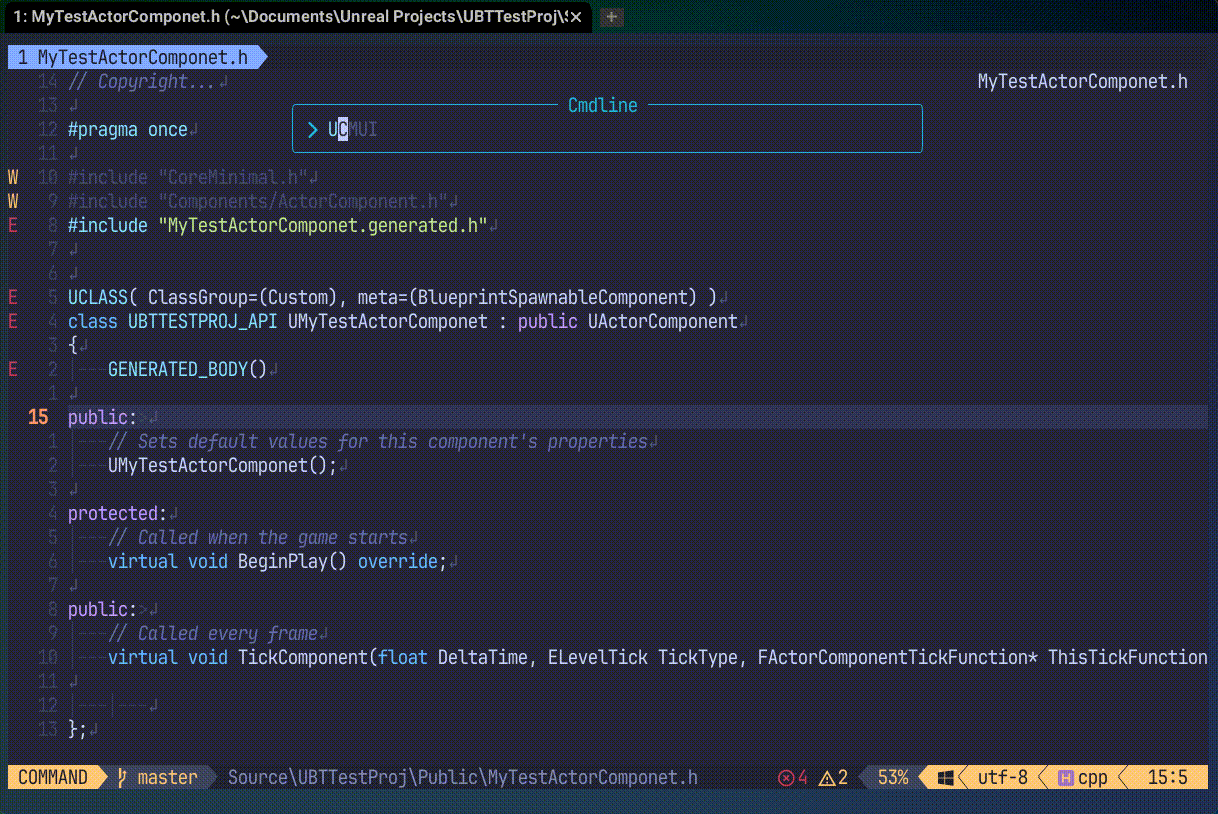 1: MyTestActorComponet.h (~\Documents\Unreal Projects\UBTTestProj\S✕ +
1 MyTestActorComponet.h
14 // Copyright...
MyTestActorComponet.h
13
Cmdline
12 #pragma once
> UCMUI
11
W 10 #include "CoreMinimal.h"
W 9 #include "Components/ActorComponent.h"
E 8 #include "MyTestActorComponet.generated.h"
7
6
E 5 UCLASS( ClassGroup=(Custom), meta=(BlueprintSpawnableComponent) )
E 4 class UBTTESTPROJ_API UMyTestActorComponet : public UActorComponent
3 {
E 2 GENERATED_BODY()
1
15 public:
1 // Sets default values for this component's properties
2 UMyTestActorComponet();
3
4 protected:
5 // Called when the game starts
6 virtual void BeginPlay() override;
7
8 public:
9 // Called every frame
10 virtual void TickComponent(float DeltaTime, ELevelTick TickType, FActorComponentTickFunction* ThisTickFunction
11
12
13 };
COMMAND master Source\UBTTestProj\Public\MyTestActorComponet.h 4 2 53% utf-8 H cpp 15:5